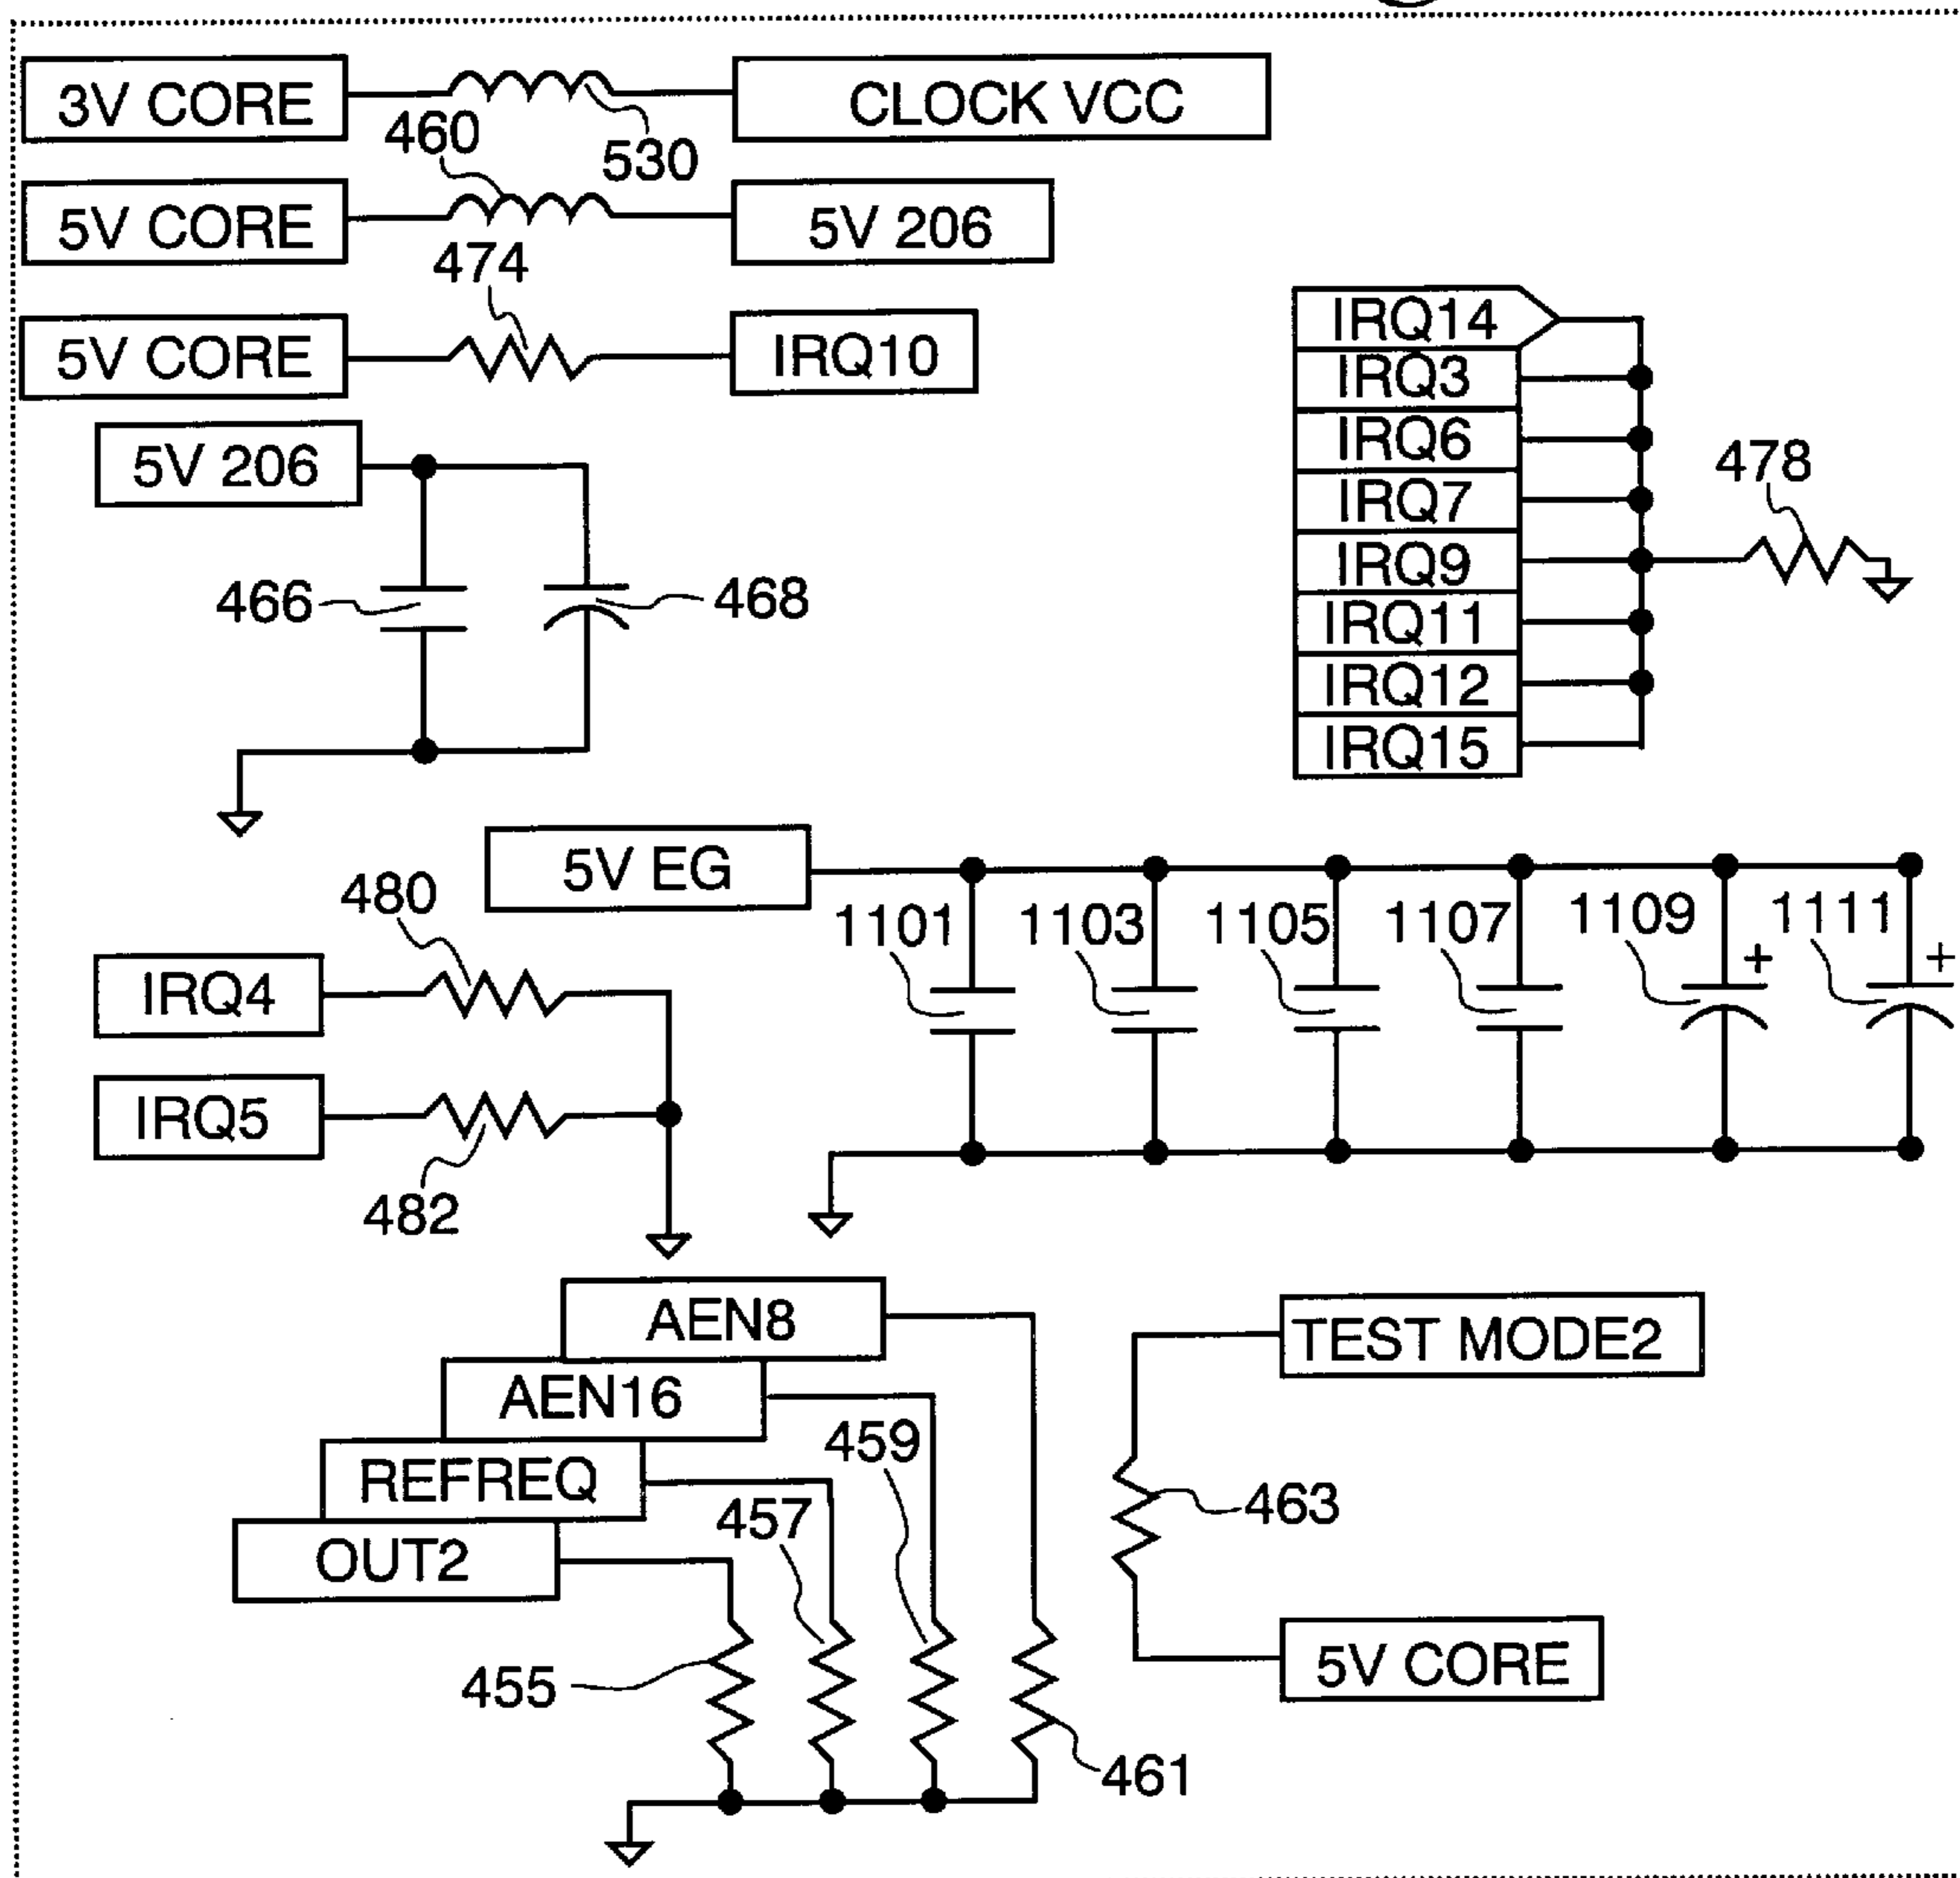 3V CORE
CLOCK VCC
460
530
5V CORE
5V 206
474
5V CORE
IRQ10
IRQ14
IRQ3
IRQ6
IRQ7
IRQ9
IRQ11
IRQ12
IRQ15
478
5V 206
466
468
5V EG
1101
1103
1105
1107
1109
+
1111
+
480
IRQ4
IRQ5
482
AEN8
AEN16
REFREQ
OUT2
459
457
455
461
TEST MODE2
463
5V CORE